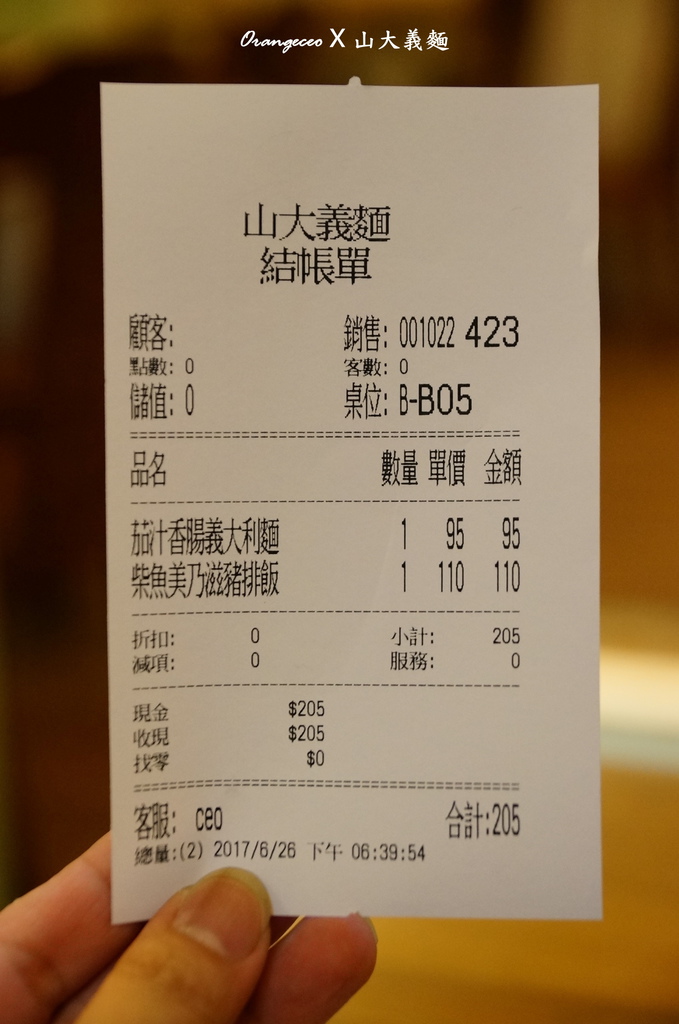 Orangeceo X 山大義麵
山大義麵
結帳單
顧客: 銷售: 001022 423
點數: 0 客數: 0
儲值: 0 桌位: B-B05
品名 數量 單價 金額
茄汁香腸義大利麵 1 95 95
柴魚美乃滋豬排飯 1 110 110
折扣: 0 小計: 205
減項: 0 服務: 0
現金 $205
收現 $205
找零 $0
客服: ceo 合計:205
總量:(2) 2017/6/26 下午 06:39:54